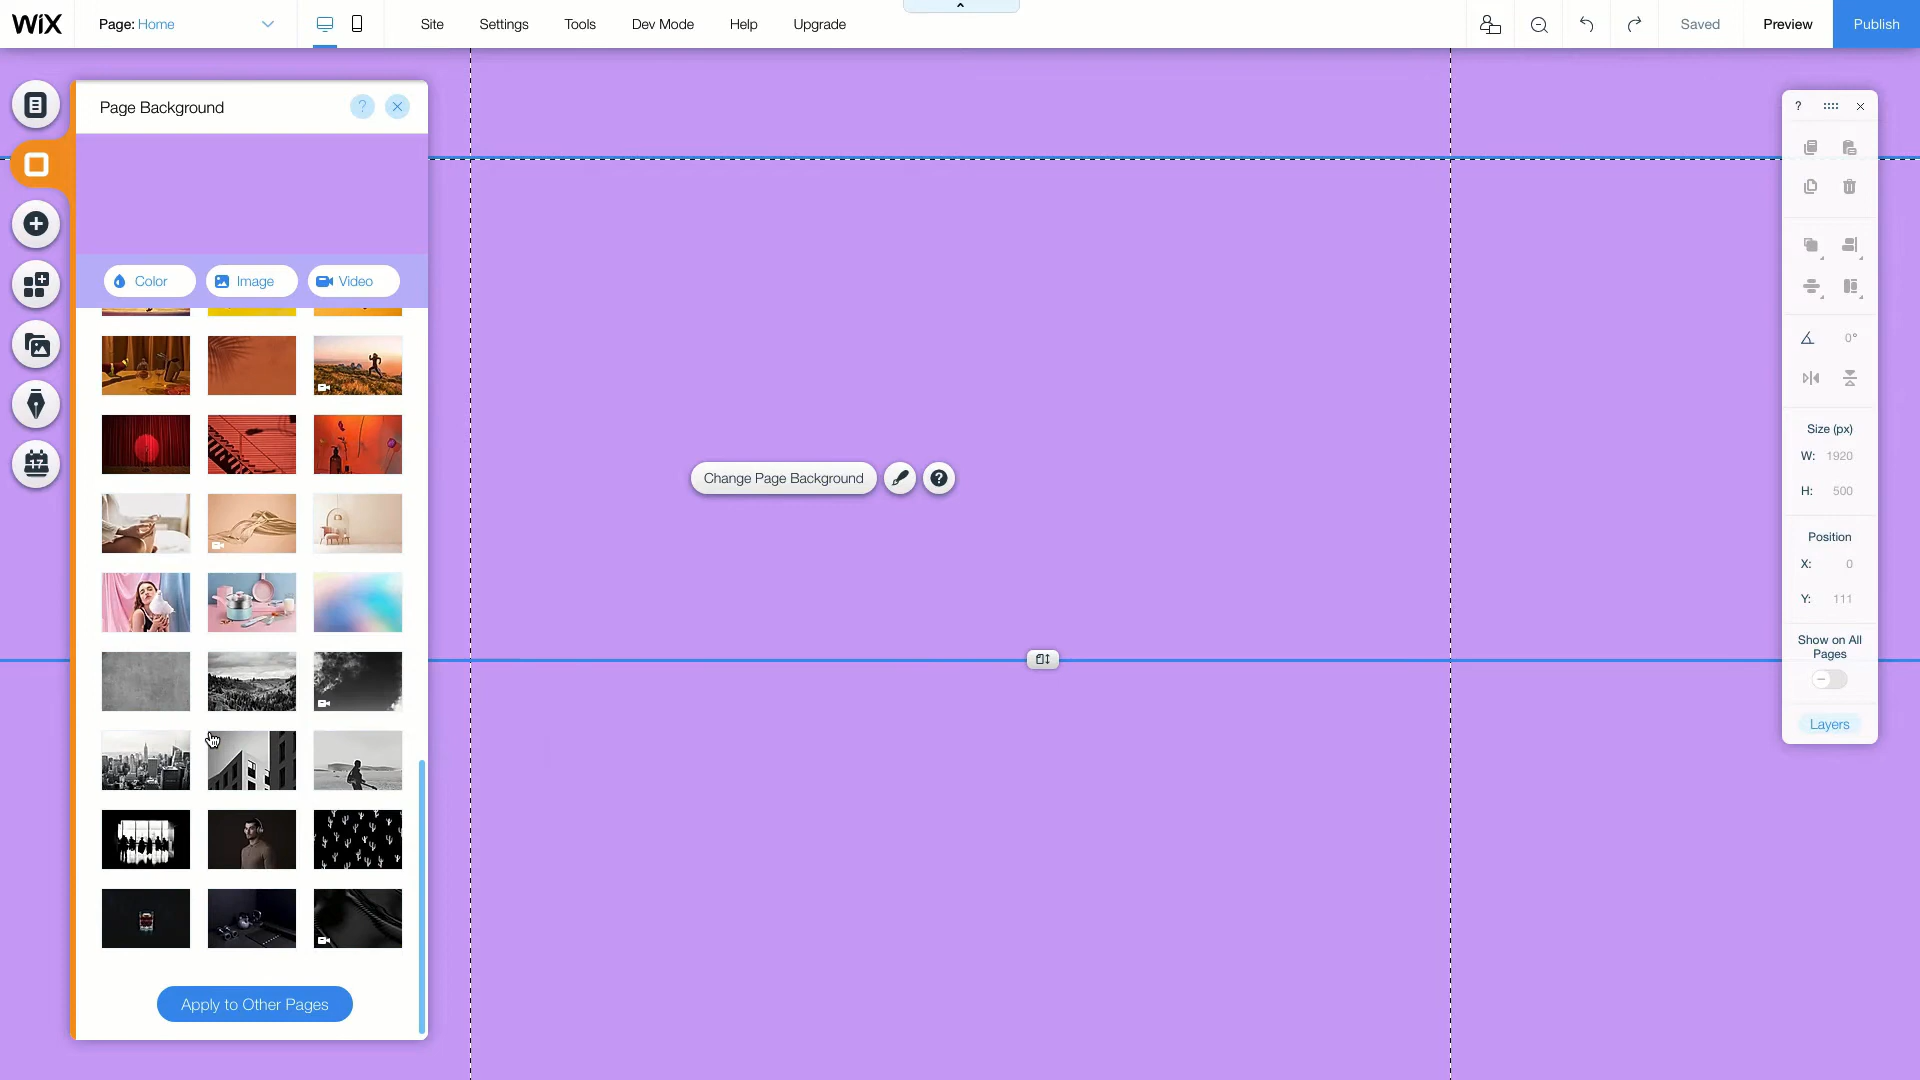 WiX
Page: Home
Site
Settings
Tools
Dev Mode
Help
Upgrade
Saved
Preview
Publish
Page Background
?
Color
Image
Video
17
Apply to Other Pages
Change Page Background
?
?
0°
Size (px)
W: 1920
H: 500
Position
X: 0
Y: 111
Show on All
Pages
Layers